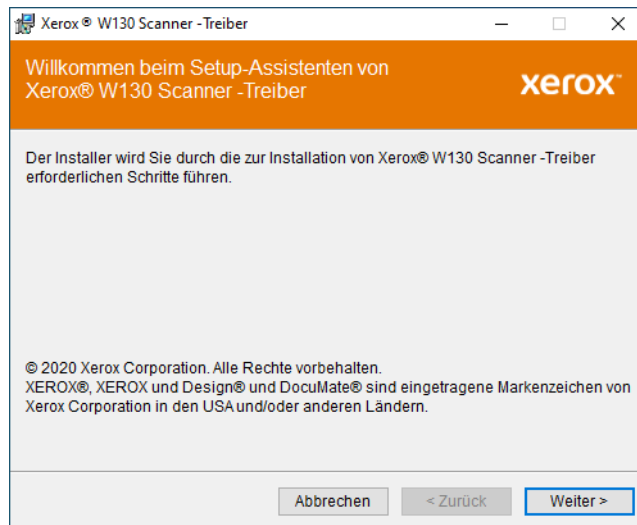 Xerox® W130 Scanner -Treiber
Willkommen beim Setup-Assistenten von
Xerox® W130 Scanner -Treiber
xerox™
Der Installer wird Sie durch die zur Installation von Xerox® W130 Scanner -Treiber
erforderlichen Schritte führen.
© 2020 Xerox Corporation. Alle Rechte vorbehalten.
XEROX®, XEROX und Design® und DocuMate® sind eingetragene Markenzeichen von
Xerox Corporation in den USA und/oder anderen Ländern.
Abbrechen < Zurück Weiter >